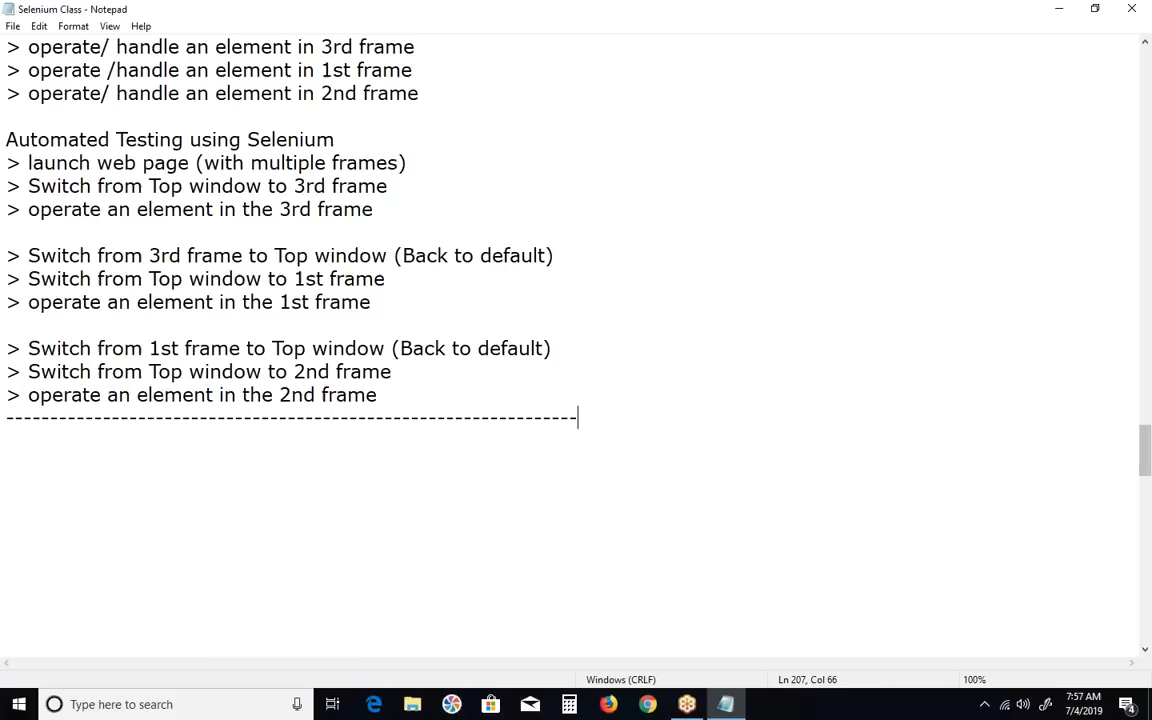 Selenium Class - Notepad
File Edit Format View Help
> operate/ handle an element in 3rd frame
> operate /handle an element in 1st frame
> operate/ handle an element in 2nd frame
Automated Testing using Selenium
> launch web page (with multiple frames)
> Switch from Top window to 3rd frame
> operate an element in the 3rd frame
> Switch from 3rd frame to Top window (Back to default)
> Switch from Top window to 1st frame
> operate an element in the 1st frame
> Switch from 1st frame to Top window (Back to default)
> Switch from Top window to 2nd frame
> operate an element in the 2nd frame
-----------------------------------------------------------------
Windows (CRLF) Ln 207, Col 66 100%
Type here to search
7:57 AM
7/4/2019
4